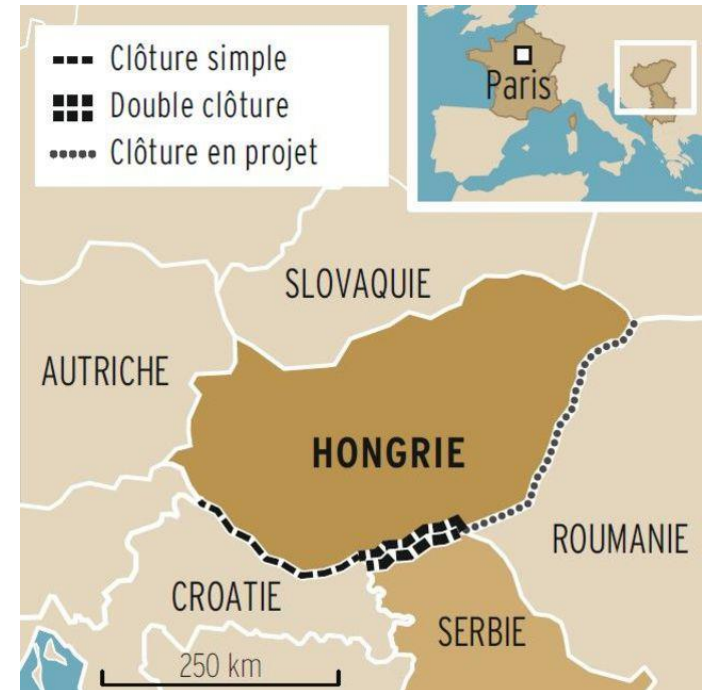 Clôture simple
Double clôture
Clôture en projet
Paris
SLOVAQUIE
AUTRICHE
HONGRIE
ROUMANIE
CROATIE
SERBIE
250 km